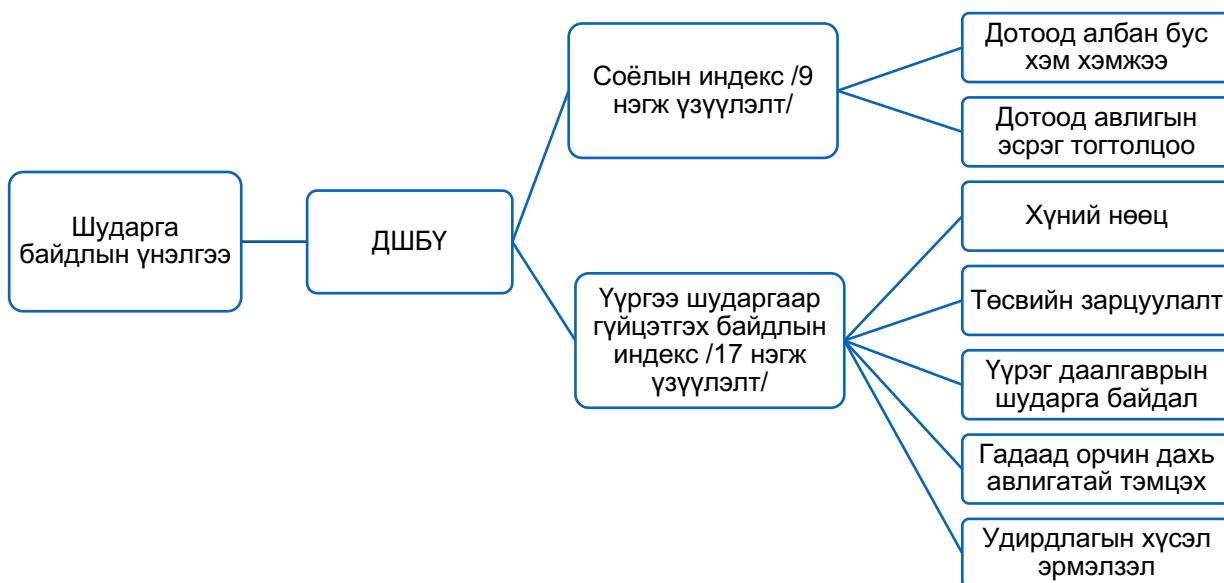 Шударга
байдлын үнэлгээ
ДШБҮ
Соёлын индекс /9
нэгж үзүүлэлт/
Үүргээ шударгаар
гүйцэтгэх байдлын
индекс /17 нэгж
үзүүлэлт/
Дотоод албан бус
хэм хэмжээ
Дотоод авлигын
эсрэг тогтолцоо
Хүний нөөц
Төсвийн зарцуулалт
Үүрэг даалгаврын
шударга байдал
Гадаад орчин дахь
авлигатай тэмцэх
Удирдлагын хүсэл
эрмэлзэл